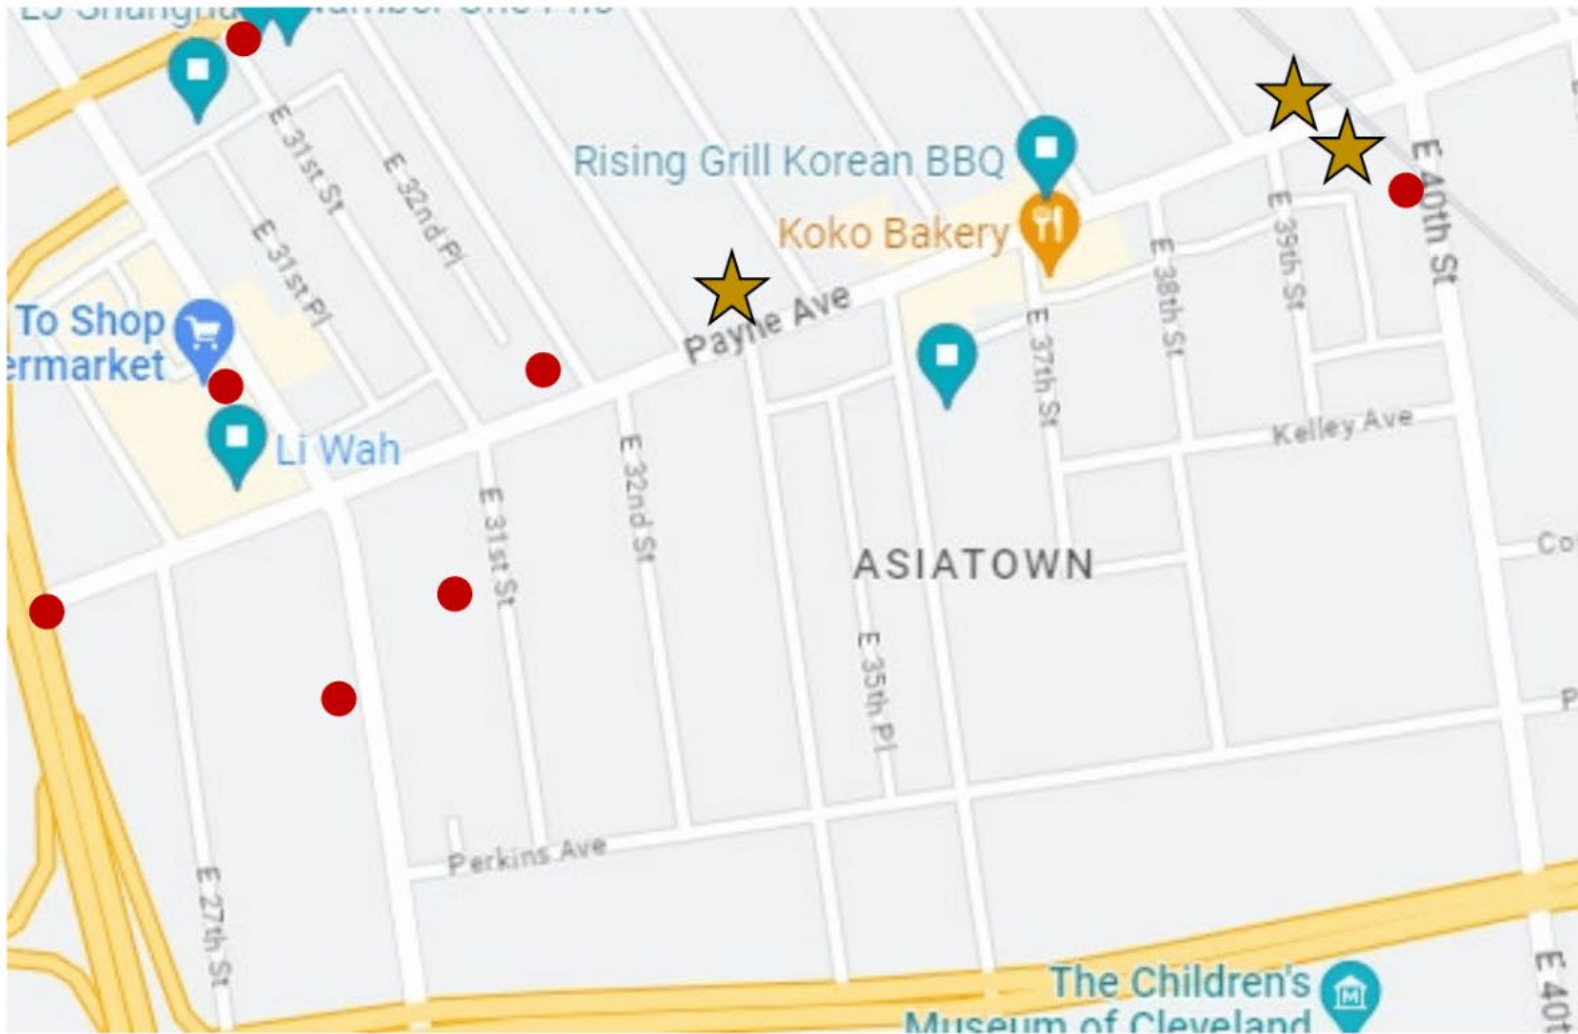 E 31st St
E 32nd Pl
Rising Grill Korean BBQ
E 40th St
Koko Bakery
E 39th St
E 38th St
E 31st Pl
To Shop
ermarket
Payne Ave
E 37th St
Li Wah
Kelley Ave
E 32nd St
E 31st St
ASIATOWN
Co
E 35th Pl
P
Perkins Ave
E 27th St
The Children's
Museum of Cleveland
E 40t